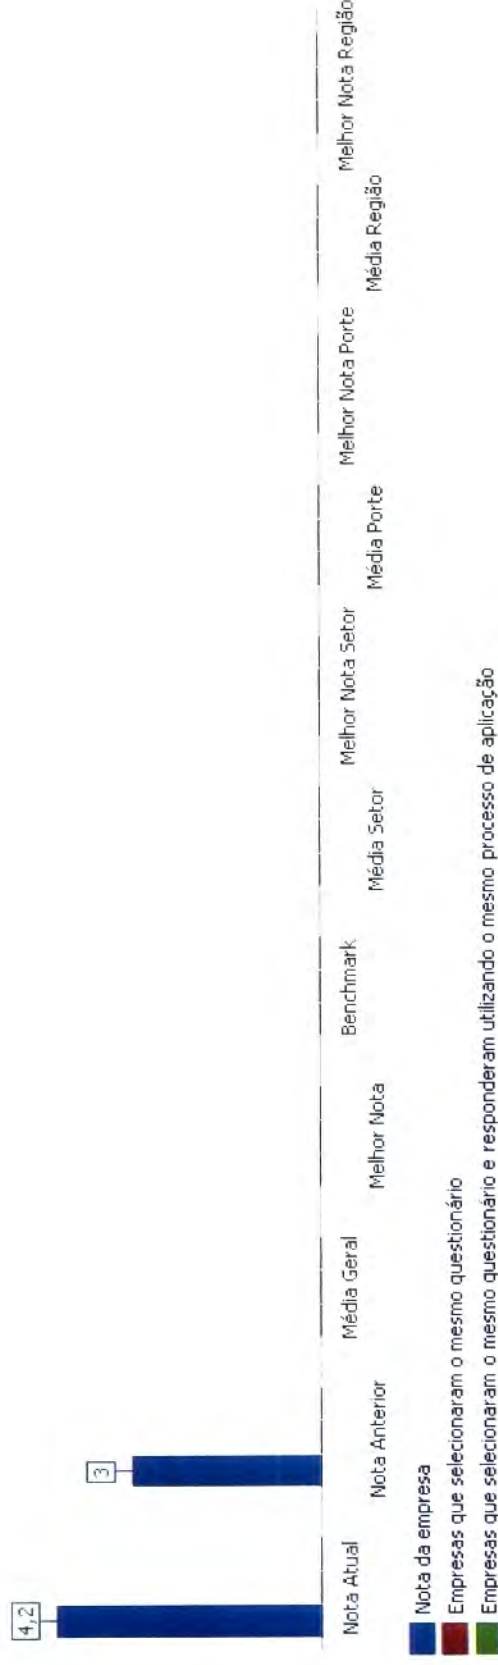 4,2
3
Nota Atual
Nota Anterior
Média Geral
Melhor Nota
Benchmark
Média Setor
Melhor Nota Setor
Média Porte
Melhor Nota Porte
Média Região
Melhor Nota Região
Nota da empresa
Empresas que selecionaram o mesmo questionário
Empresas que selecionaram o mesmo questionário e responderam utilizando o mesmo processo de aplicação